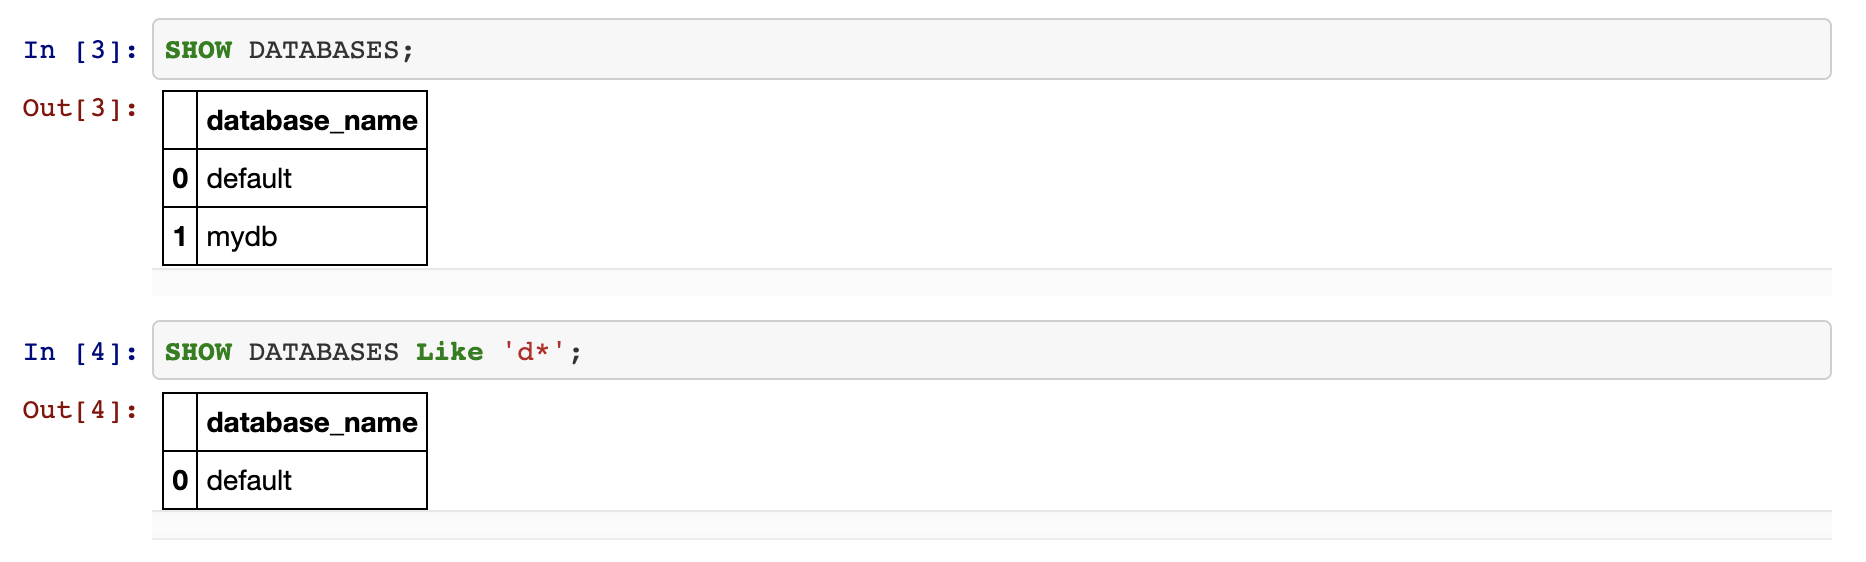 In [3]: SHOW DATABASES;
Out[3]:
database_name
0 default
1 mydb
In [4]: SHOW DATABASES Like 'd*';
Out[4]:
database_name
0 default